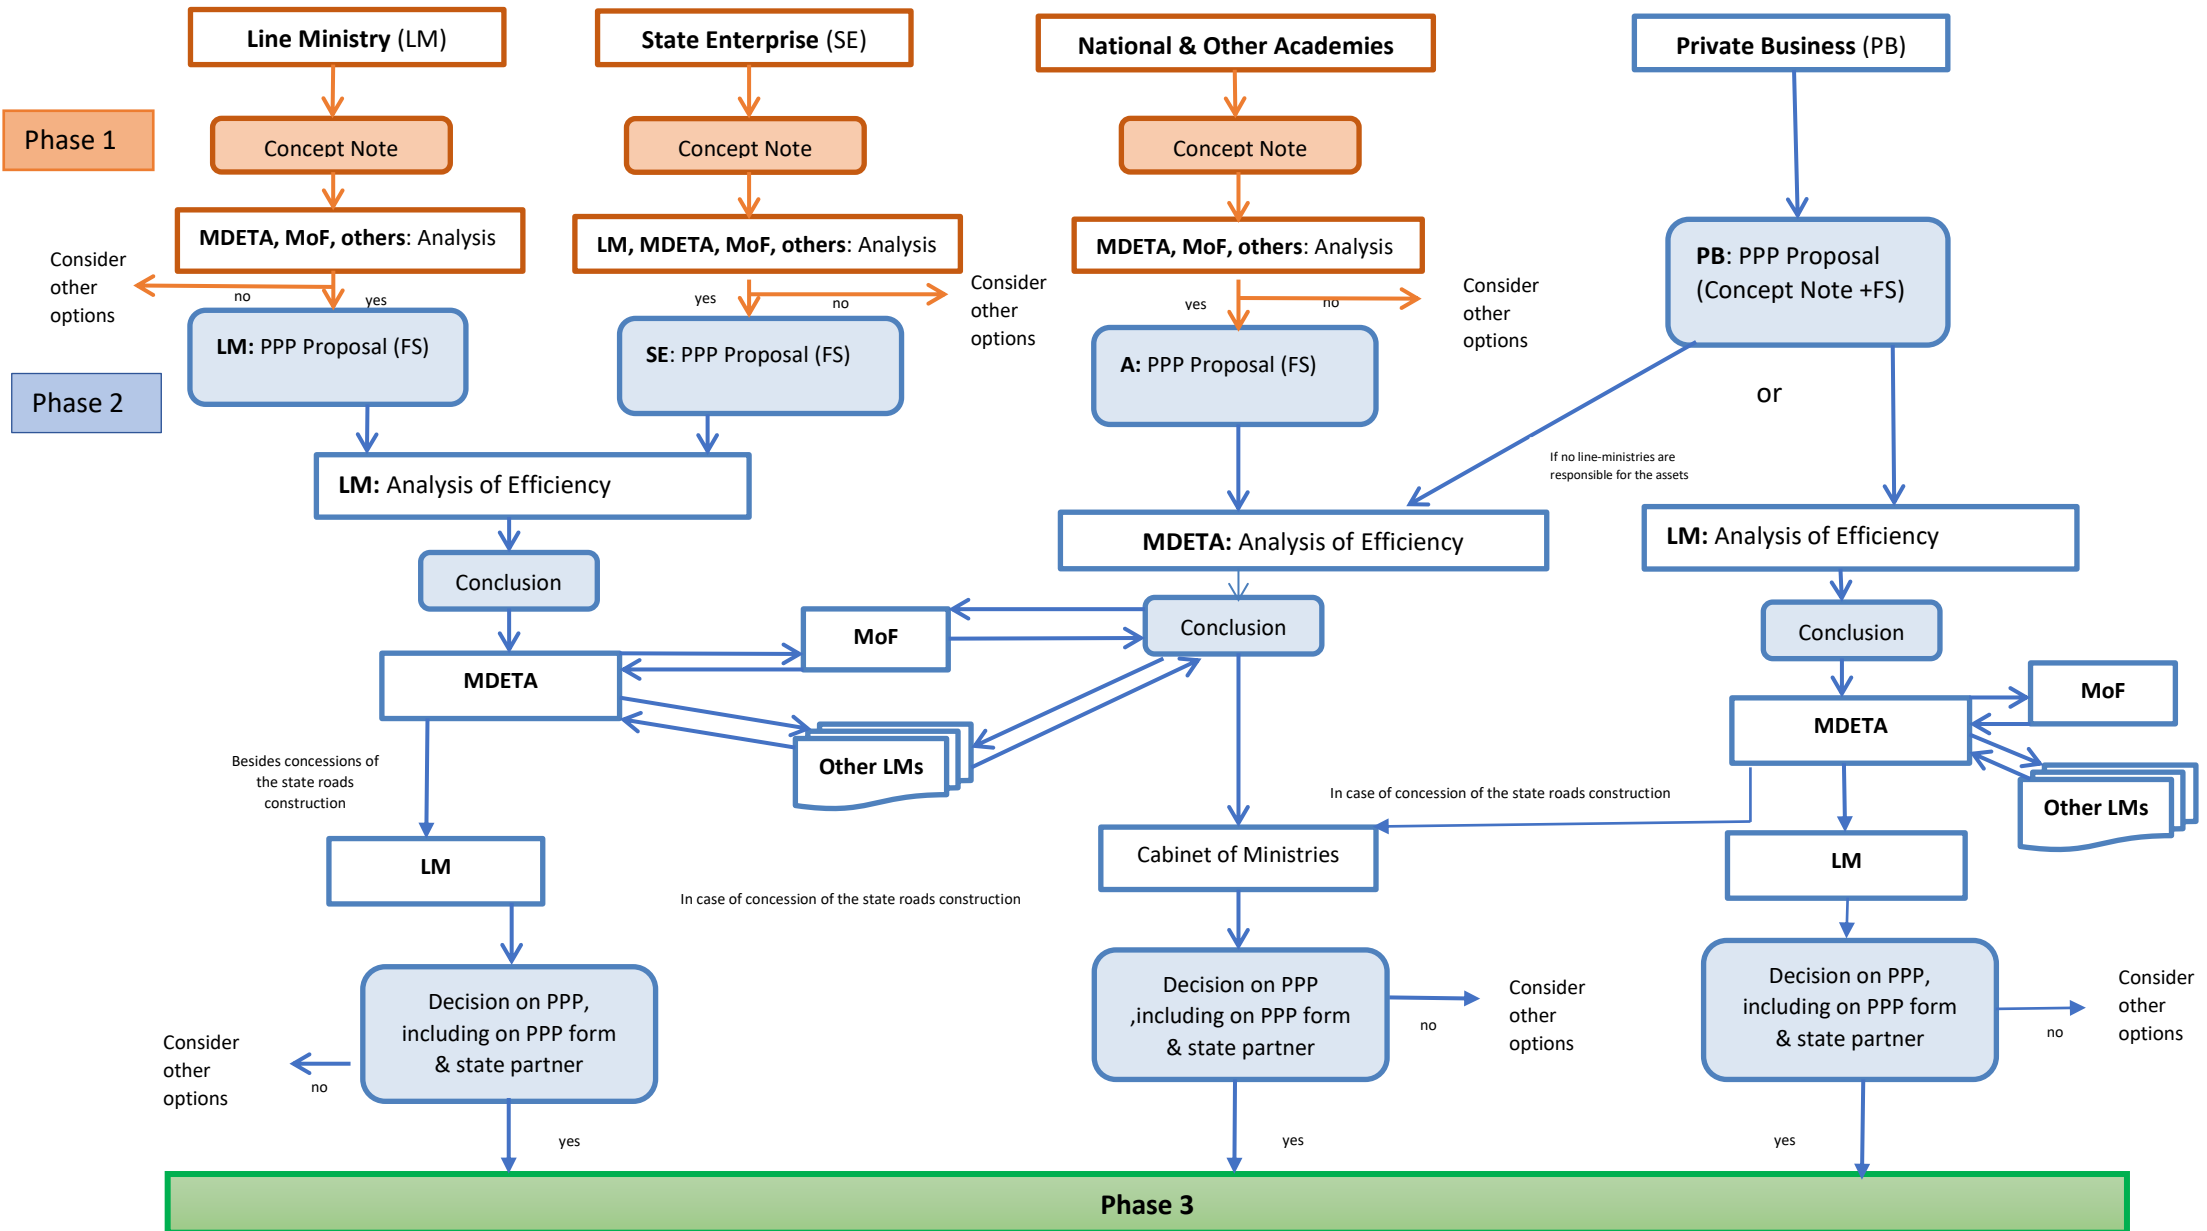 Line Ministry (LM)
State Enterprise (SE)
National & Other Academies
Private Business (PB)
Phase 1
Concept Note
Concept Note
Concept Note
MDETA, MoF, others: Analysis
LM, MDETA, MoF, others: Analysis
MDETA, MoF, others: Analysis
PB: PPP Proposal
(Concept Note +FS)
Consider
other
options
no
yes
yes
no
Consider
other
options
yes
no
Consider
other
options
LM: PPP Proposal (FS)
SE: PPP Proposal (FS)
A: PPP Proposal (FS)
Phase 2
or
If no line-ministries are
responsible for the assets
LM: Analysis of Efficiency
MDETA: Analysis of Efficiency
LM: Analysis of Efficiency
Conclusion
Conclusion
Conclusion
MoF
MDETA
MoF
MDETA
Other LMs
Other LMs
Besides concessions of
the state roads
construction
In case of concession of the state roads construction
LM
Cabinet of Ministries
LM
In case of concession of the state roads construction
Decision on PPP,
including on PPP form
& state partner
Decision on PPP
,including on PPP form
& state partner
Decision on PPP,
including on PPP form
& state partner
Consider
other
options
no
no
Consider
other
options
no
Consider
other
options
yes
yes
yes
Phase 3